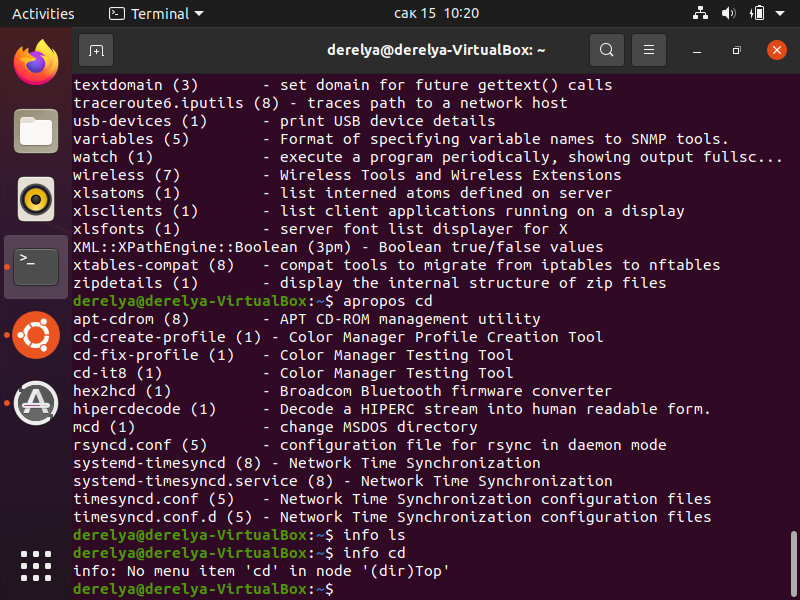 Activities Terminal сак 15 10:20
derelya@derelya-VirtualBox: ~
textdomain (3) - set domain for future gettext() calls
traceroute6.iputils (8) - traces path to a network host
usb-devices (1) - print USB device details
variables (5) - Format of specifying variable names to SNMP tools.
watch (1) - execute a program periodically, showing output fullsc...
wireless (7) - Wireless Tools and Wireless Extensions
xlsatoms (1) - list interned atoms defined on server
xlsclients (1) - list client applications running on a display
xlsfonts (1) - server font list displayer for X
XML::XPathEngine::Boolean (3pm) - Boolean true/false values
xtables-compat (8) - compat tools to migrate from iptables to nftables
zipdetails (1) - display the internal structure of zip files
derelya@derelya-VirtualBox:~$ apropos cd
apt-cdrom (8) - APT CD-ROM management utility
cd-create-profile (1) - Color Manager Profile Creation Tool
cd-fix-profile (1) - Color Manager Testing Tool
cd-it8 (1) - Color Manager Testing Tool
hex2hcd (1) - Broadcom Bluetooth firmware converter
hipercdecode (1) - Decode a HIPERC stream into human readable form.
mcd (1) - change MSDOS directory
rsyncd.conf (5) - configuration file for rsync in daemon mode
systemd-timesyncd (8) - Network Time Synchronization
systemd-timesyncd.service (8) - Network Time Synchronization
timesyncd.conf (5) - Network Time Synchronization configuration files
timesyncd.conf.d (5) - Network Time Synchronization configuration files
derelya@derelya-VirtualBox:~$ info ls
derelya@derelya-VirtualBox:~$ info cd
info: No menu item 'cd' in node '(dir)Top'
derelya@derelya-VirtualBox:~$